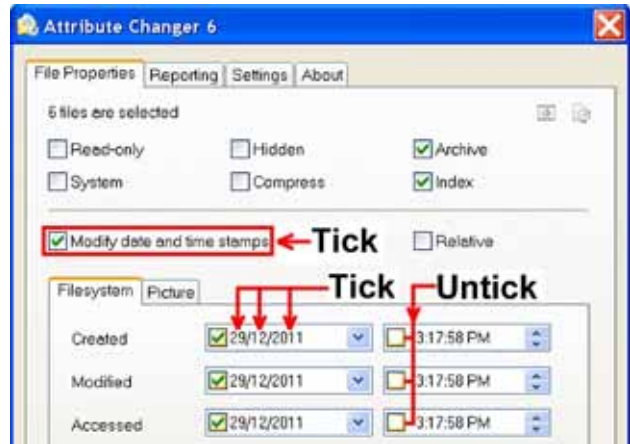 Attribute Changer 6
File Properties Reporting Settings About
6 files are selected
Read-only Hidden Archive
System Compress Index
Modify date and time stamps Tick Relative
Filesystem Picture Tick Untick
Created 29/12/2011 3:17:58 PM
Modified 29/12/2011 3:17:58 PM
Accessed 29/12/2011 3:17:58 PM